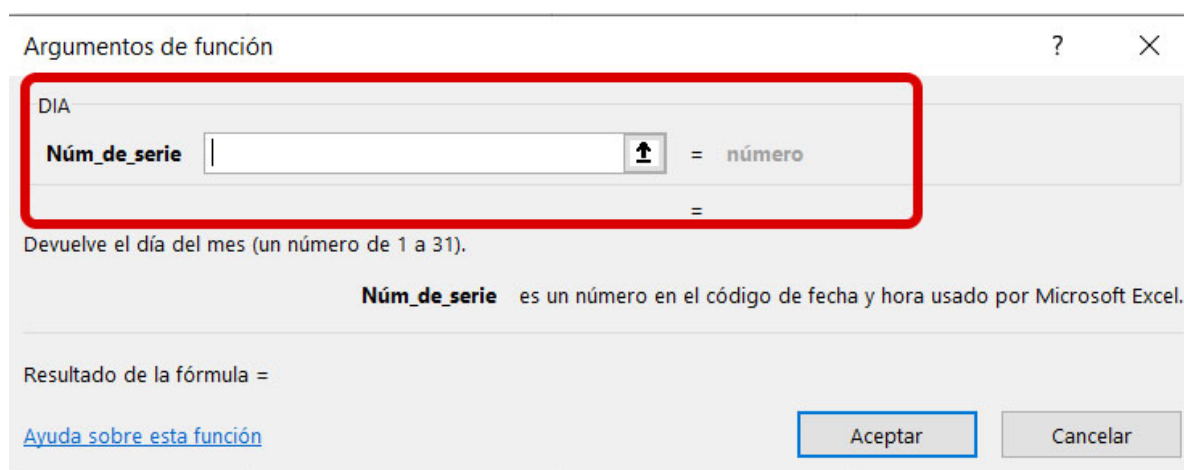 Argumentos de función ? X
DIA
Núm_de_serie = número
=
Devuelve el día del mes (un número de 1 a 31).
Núm_de_serie es un número en el código de fecha y hora usado por Microsoft Excel.
Resultado de la fórmula =
Ayuda sobre esta función Aceptar Cancelar